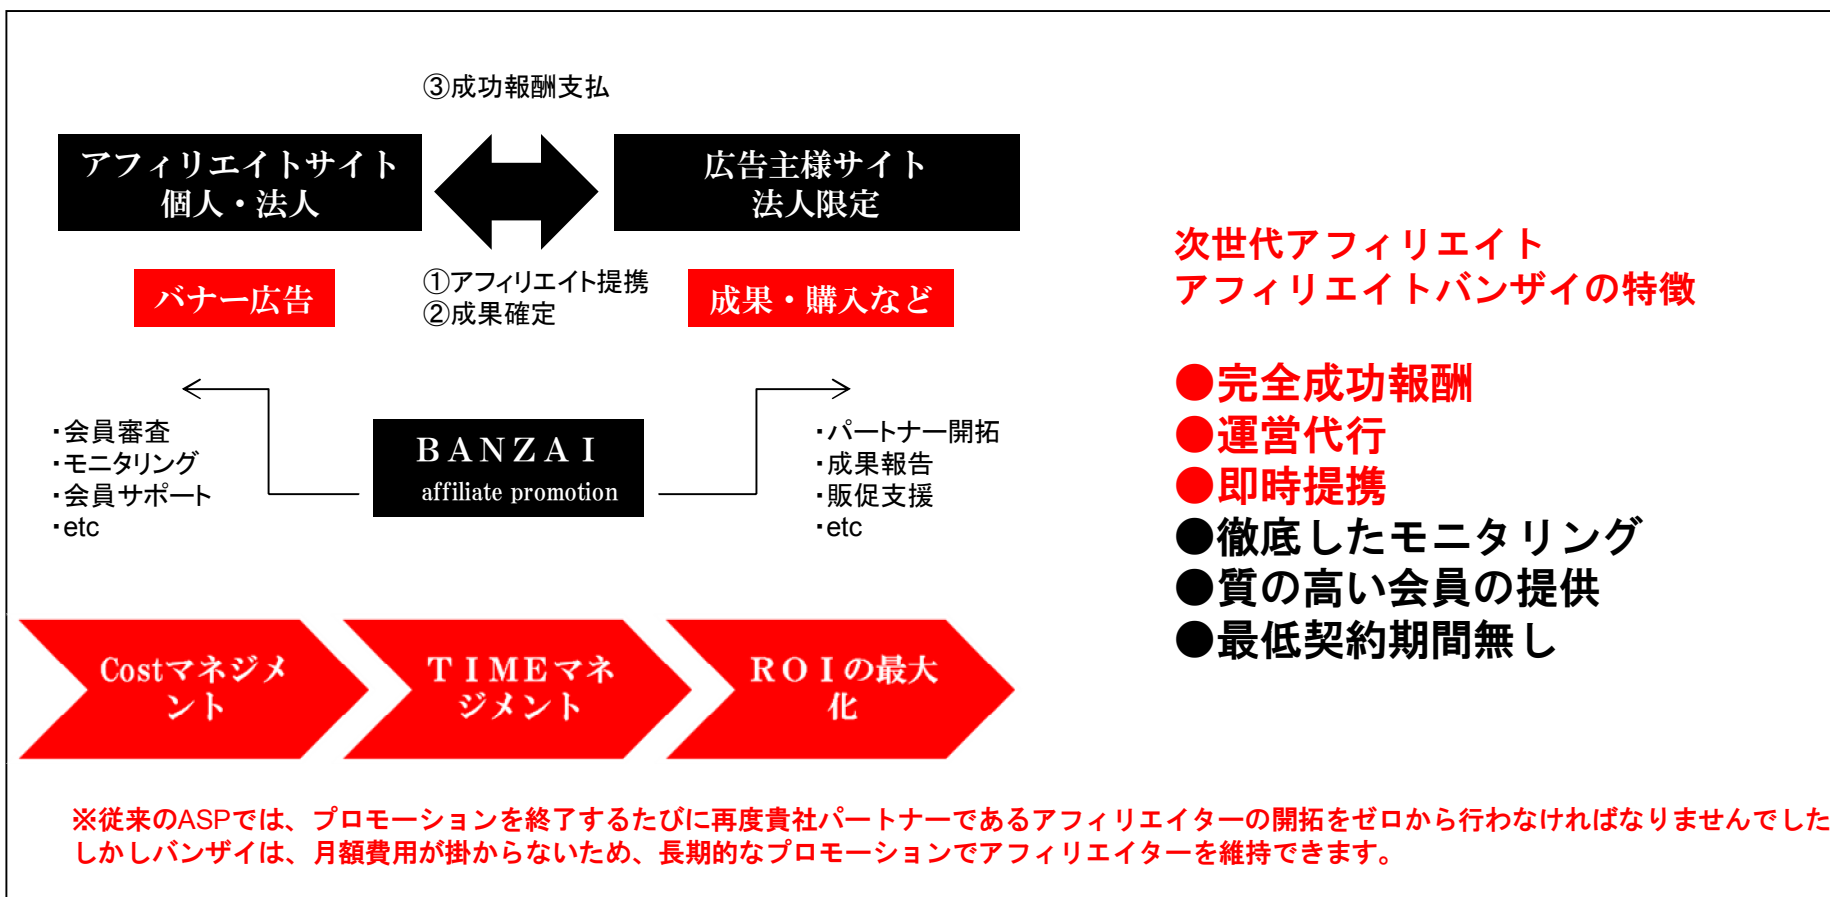 ③成功報酬支払
アフィリエイトサイト
個人・法人
広告主様サイト
法人限定
バナー広告
①アフィリエイト提携
②成果確定
成果・購入など
・会員審査
・モニタリング
・会員サポート
・etc
ＢＡＮＺＡＩ
affiliate promotion
・パートナー開拓
・成果報告
・販促支援
・etc
Costマネジメ
ント
ＴＩＭＥマネ
ジメント
ＲＯＩの最大
化
次世代アフィリエイト
アフィリエイトバンザイの特徴
●完全成功報酬
●運営代行
●即時提携
●徹底したモニタリング
●質の高い会員の提供
●最低契約期間無し
※従来のASPでは、プロモーションを終了するたびに再度貴社パートナーであるアフィリエイターの開拓をゼロから行わなければなりませんでした
しかしバンザイは、月額費用が掛からないため、長期的なプロモーションでアフィリエイターを維持できます。